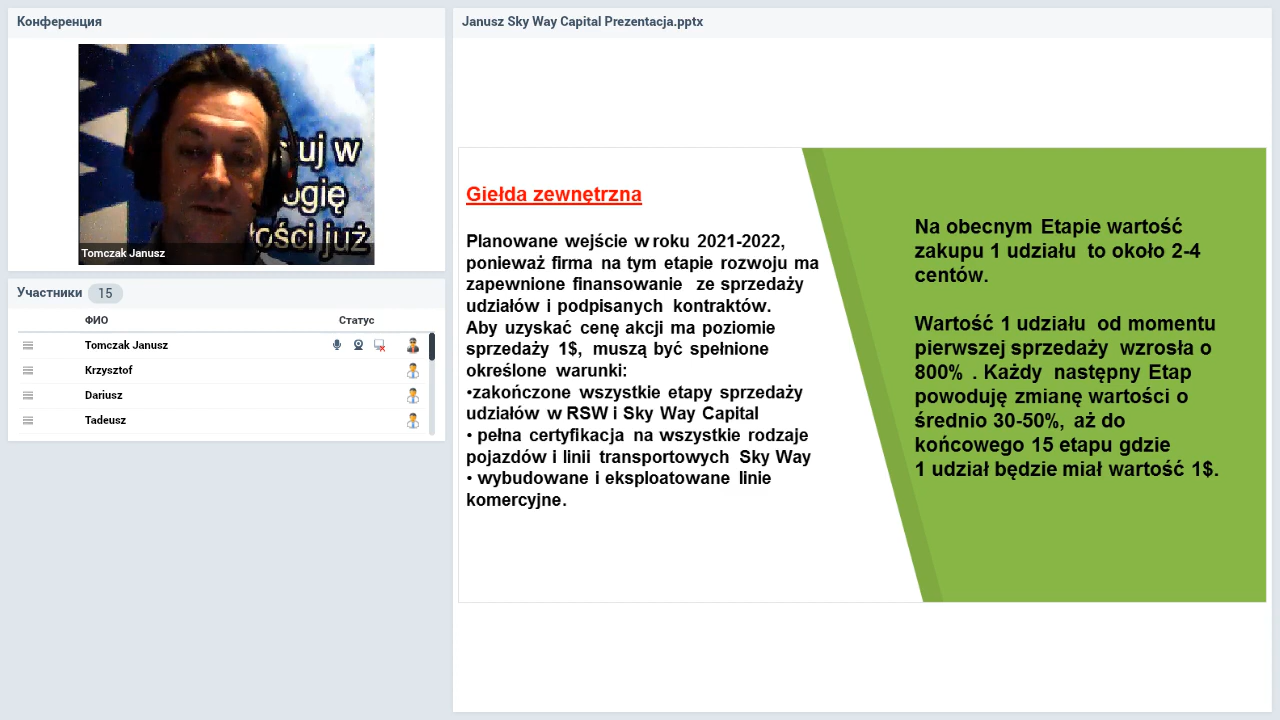 Конференция
uj w
ogię
łości już
Tomczak Janusz
Участники 15
ФИО Статус
Tomczak Janusz
Krzysztof
Dariusz
Tadeusz
Janusz Sky Way Capital Prezentacja.pptx
Giełda zewnętrzna
Planowane wejście w roku 2021-2022,
ponieważ firma na tym etapie rozwoju ma
zapewnione finansowanie ze sprzedaży
udziałów i podpisanych kontraktów.
Aby uzyskać cenę akcji ma poziomie
sprzedaży 1$, muszą być spełnione
określone warunki:
•zakończone wszystkie etapy sprzedaży
udziałów w RSW i Sky Way Capital
• pełna certyfikacja na wszystkie rodzaje
pojazdów i linii transportowych Sky Way
• wybudowane i eksploatowane linie
komercyjne.
Na obecnym Etapie wartość
zakupu 1 udziału to około 2-4
centów.
Wartość 1 udziału od momentu
pierwszej sprzedaży wzrosła o
800% . Każdy następny Etap
powoduję zmianę wartości o
średnio 30-50%, aż do
końcowego 15 etapu gdzie
1 udział będzie miał wartość 1$.